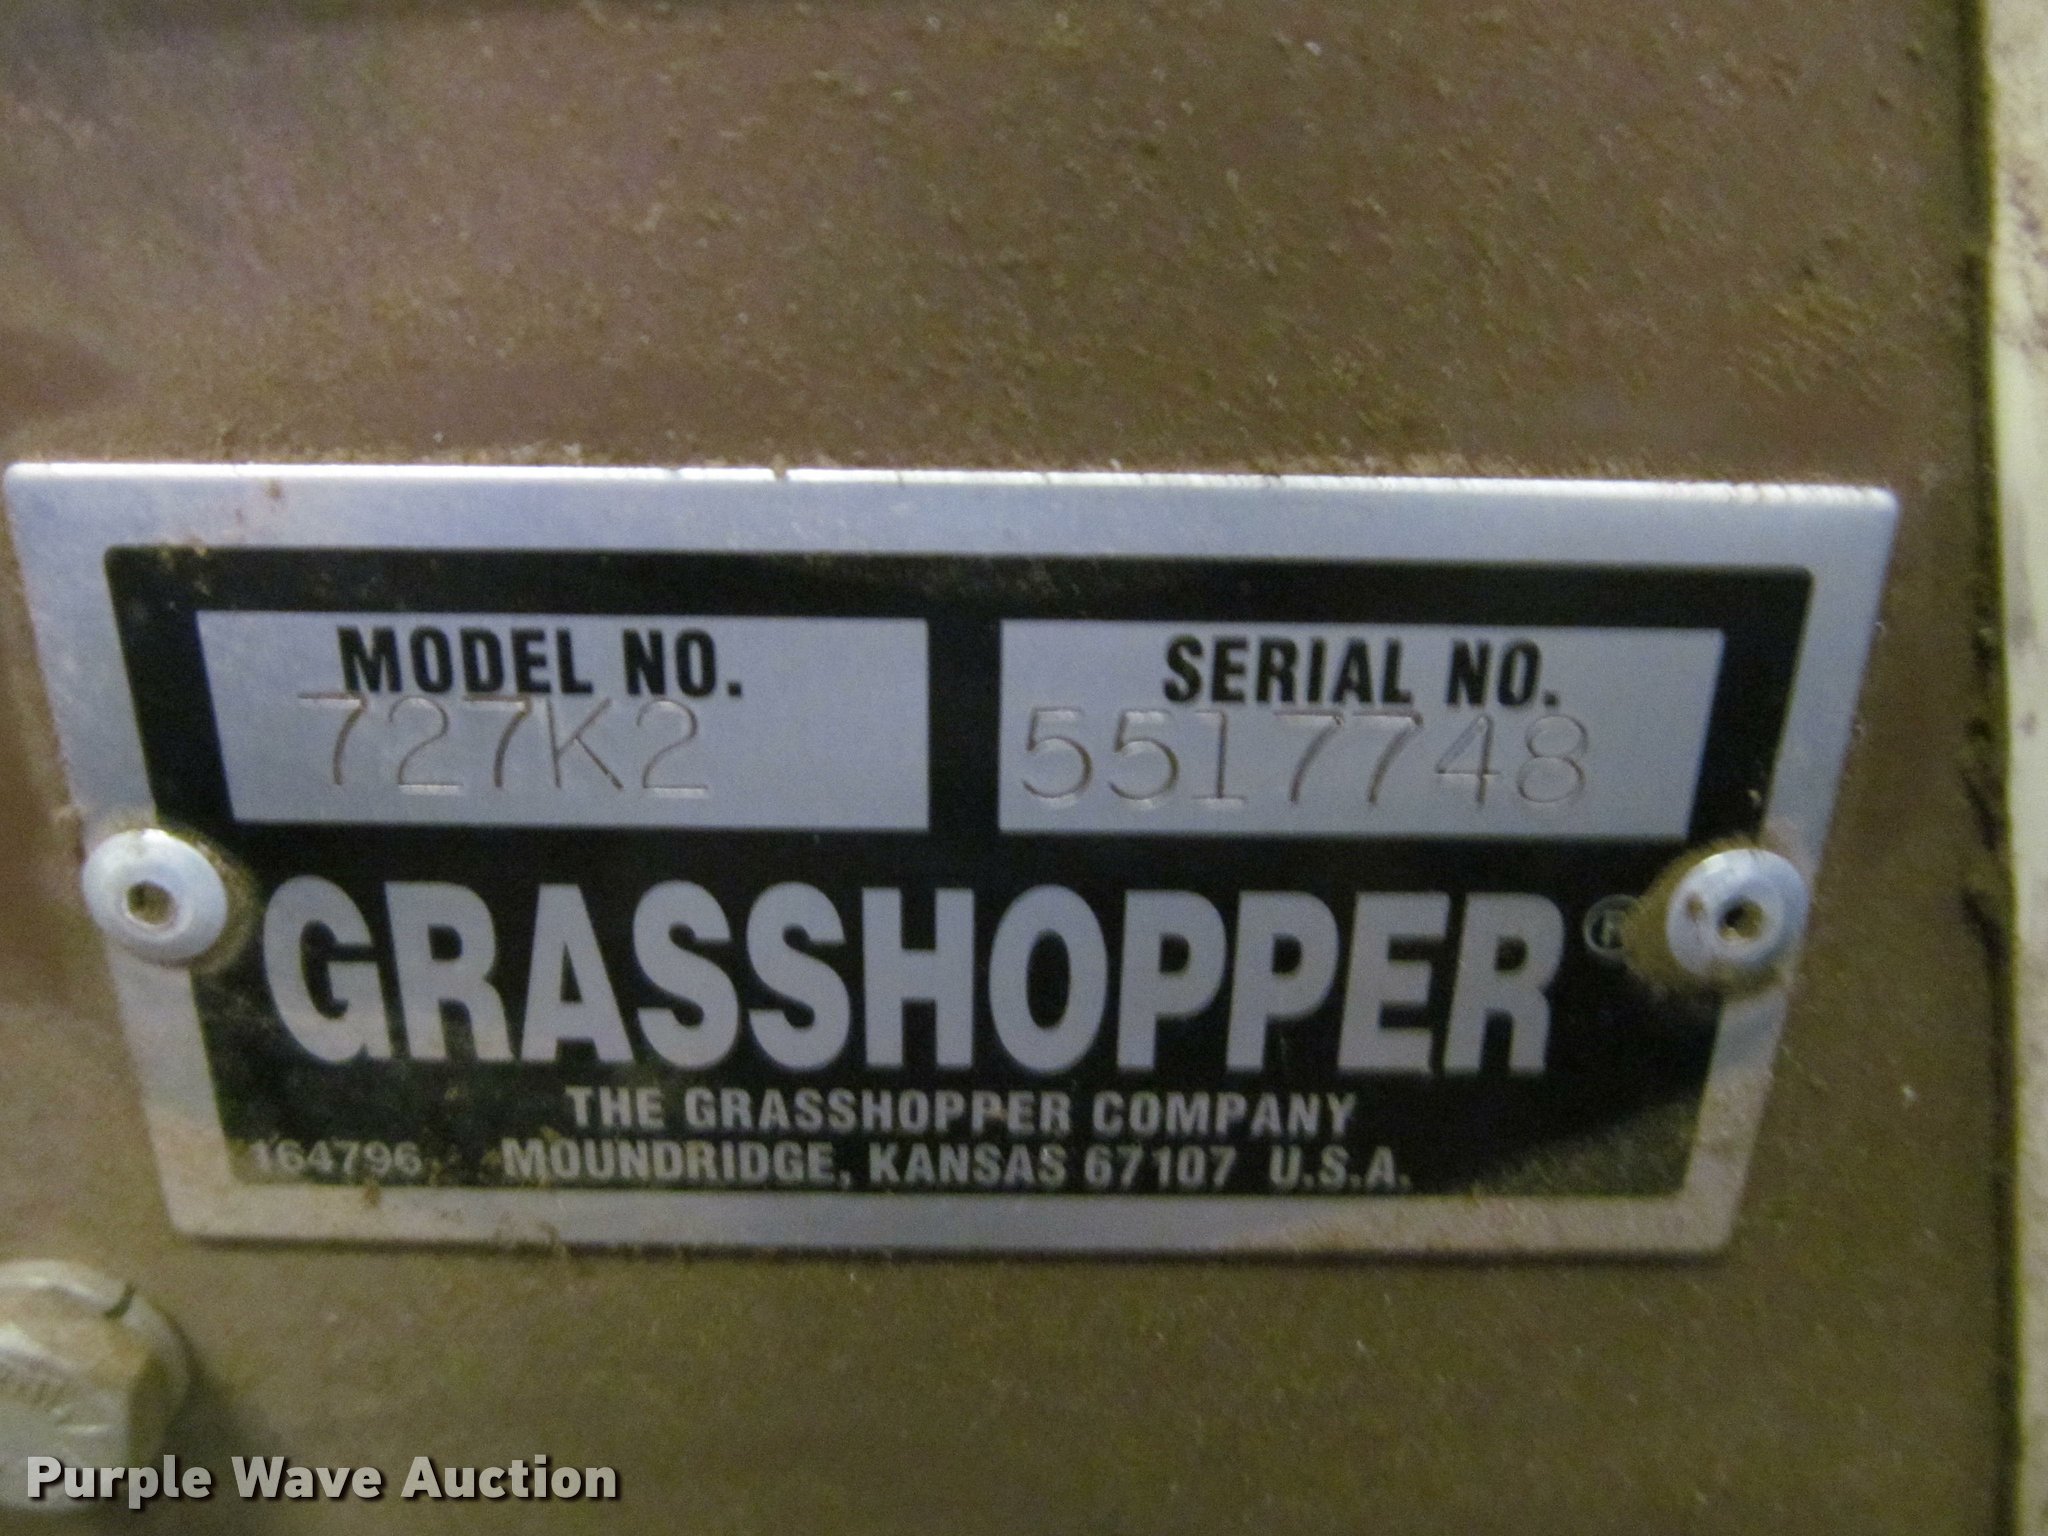 MODEL NO.
727K2
SERIAL NO.
5517748
GRASSHOPPER®
THE GRASSHOPPER COMPANY
164796 MOUNDRIDGE, KANSAS 67107 U.S.A.
Purple Wave Auction